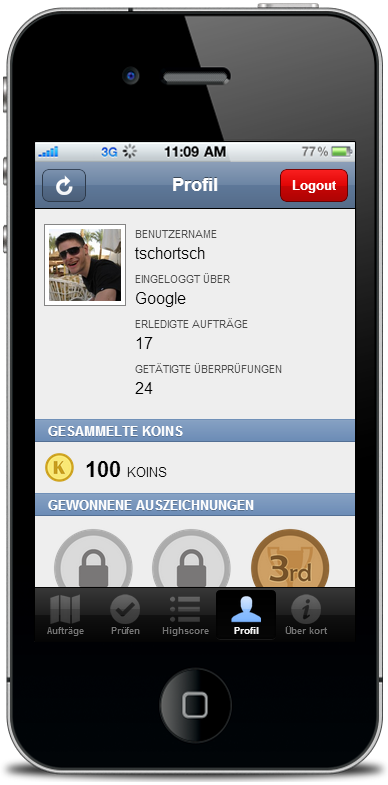 3G 11:09 AM 77%
Profil
Logout
BENUTZERNAME
tschortsch
EINGELOGGT ÜBER
Google
ERLEDIGTE AUFTRÄGE
17
GETÄTIGTE ÜBERPRÜFUNGEN
24
GESAMMELTE KOINS
K 100 KOINS
GEWONNENE AUSZEICHNUNGEN
3rd
Aufträge Prüfen Highscore Profil Über kort